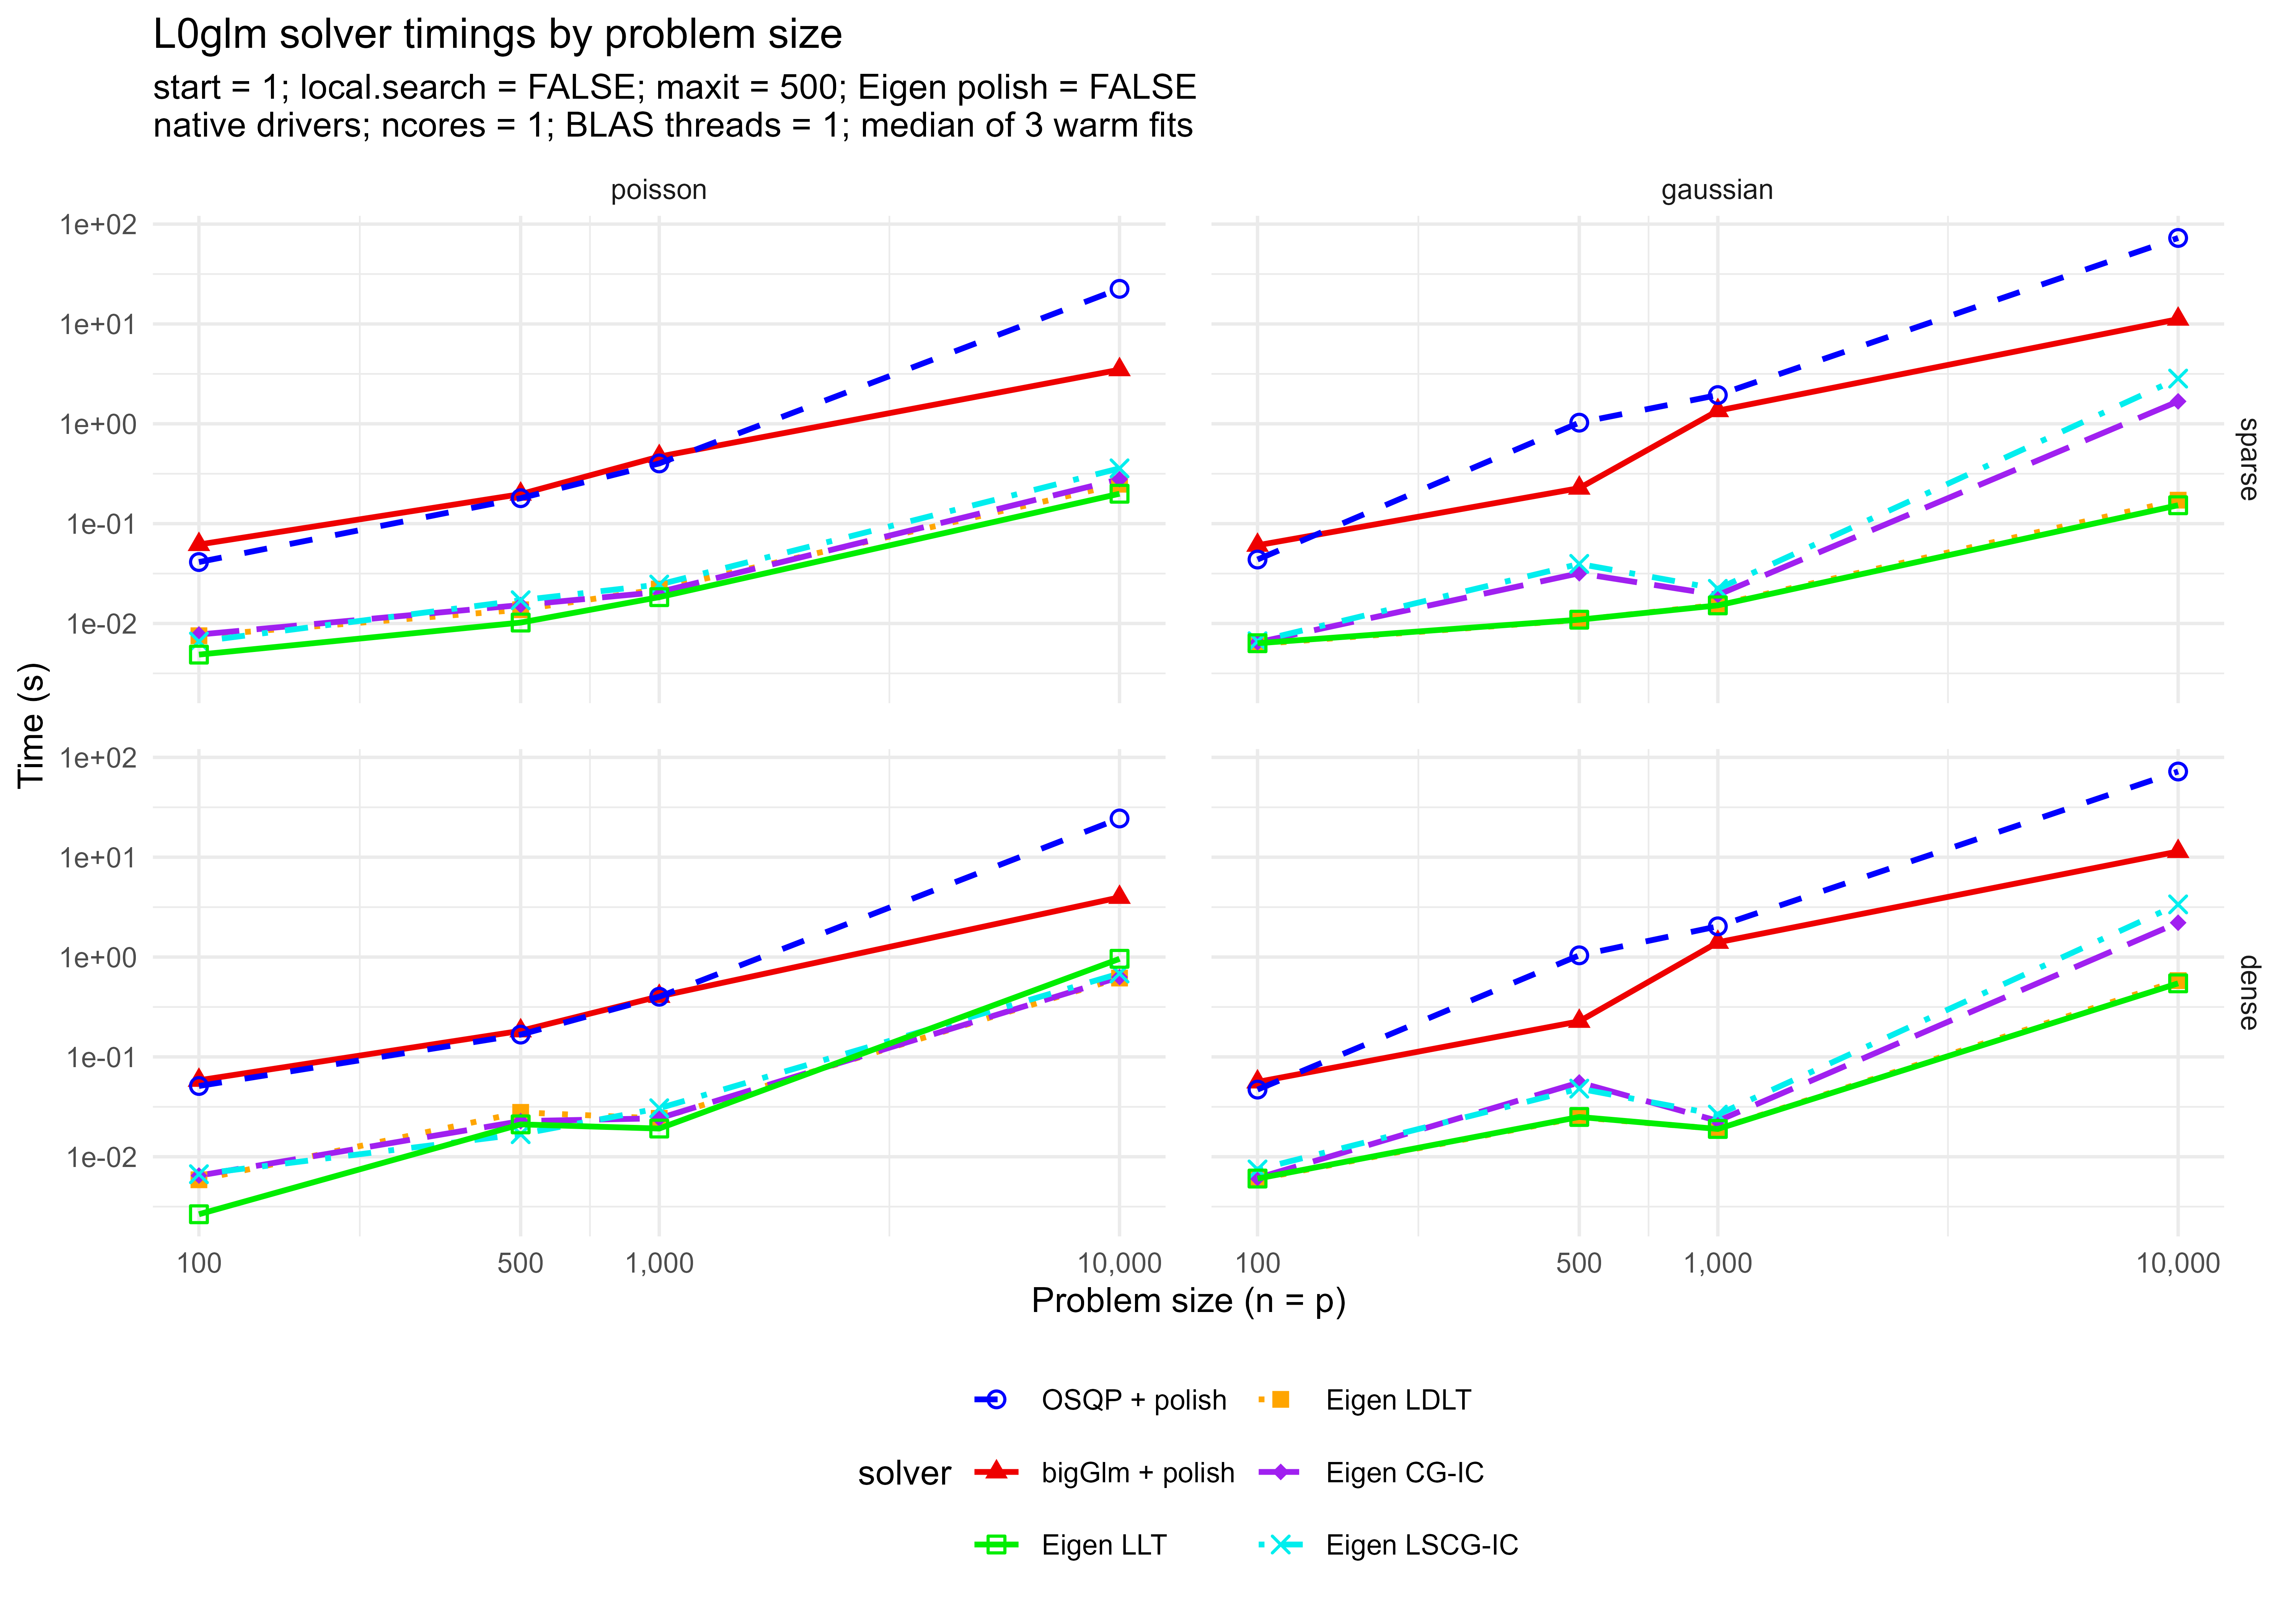 L0glm solver timings by problem size
start = 1; local.search = FALSE; maxit = 500; Eigen polish = FALSE
native drivers; ncores = 1; BLAS threads = 1; median of 3 warm fits
poisson
gaussian
1e+02
1e+01
1e+00
1e-01
1e-02
sparse
Time (s)
1e+02
1e+01
1e+00
1e-01
1e-02
dense
100 500 1,000 10,000
100 500 1,000 10,000
Problem size (n = p)
solver
OSQP + polish
bigGlm + polish
Eigen LLT
Eigen LDLT
Eigen CG-IC
Eigen LSCG-IC